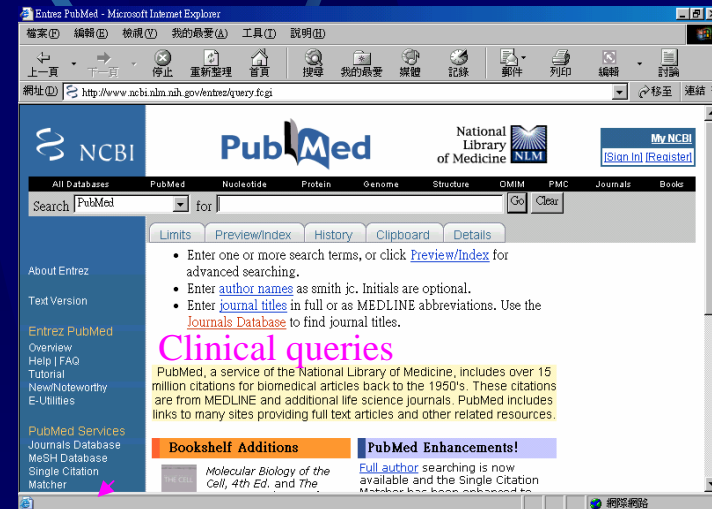 Entrez PubMed - Microsoft Internet Explorer
檔案(F) 編輯(E) 檢視(V) 我的最愛(A) 工具(T) 說明(H)
上一頁 下一頁 停止 重新整理 首頁 搜尋 我的最愛 媒體 記錄 郵件 列印 編輯 討論
網址(D) http://www.ncbi.nlm.nih.gov/entrez/query.fcgi 移至 連結
NCBI
PubMed
National
Library
of Medicine NLM
My NCBI
[Sign In] [Register]
All Databases PubMed Nucleotide Protein Genome Structure OMIM PMC Journals Books
Search PubMed for Go Clear
Limits Preview/Index History Clipboard Details
• Enter one or more search terms, or click Preview/Index for
advanced searching.
• Enter author names as smith jc. Initials are optional.
• Enter journal titles in full or as MEDLINE abbreviations. Use the
Journals Database to find journal titles.
About Entrez
Text Version
Entrez PubMed
Overview
Help | FAQ
Tutorial
New/Noteworthy
E-Utilities
PubMed Services
Journals Database
MeSH Database
Single Citation
Matcher
Clinical queries
PubMed, a service of the National Library of Medicine, includes over 15
million citations for biomedical articles back to the 1950's. These citations
are from MEDLINE and additional life science journals. PubMed includes
links to many sites providing full text articles and other related resources.
Bookshelf Additions
THE CELL
Molecular Biology of the
Cell, 4th Ed. and The
PubMed Enhancements!
Full author searching is now
available and the Single Citation
Matcher has been enhanced to
網際網路